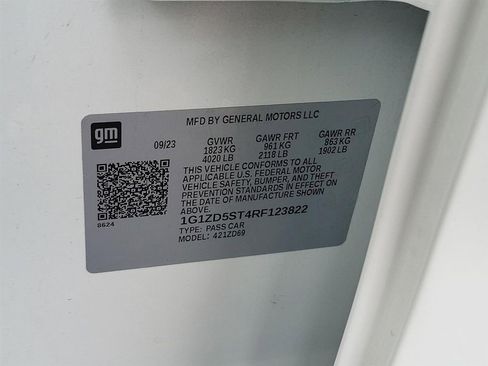 MFD BY GENERAL MOTORS LLC
gm
09/23 GVWR GAWR FRT GAWR RR
1823 KG 961 KG 863 KG
4020 LB 2118 LB 1902 LB
THIS VEHICLE CONFORMS TO ALL
APPLICABLE U.S. FEDERAL MOTOR
VEHICLE SAFETY, BUMPER, AND THEFT
PREVENTION STANDARDS IN EFFECT ON
THE DATE OF MANUFACTURE SHOWN
ABOVE
1G1ZD5ST4RF123822
TYPE: PASS CAR
MODEL: 421ZD69
8624